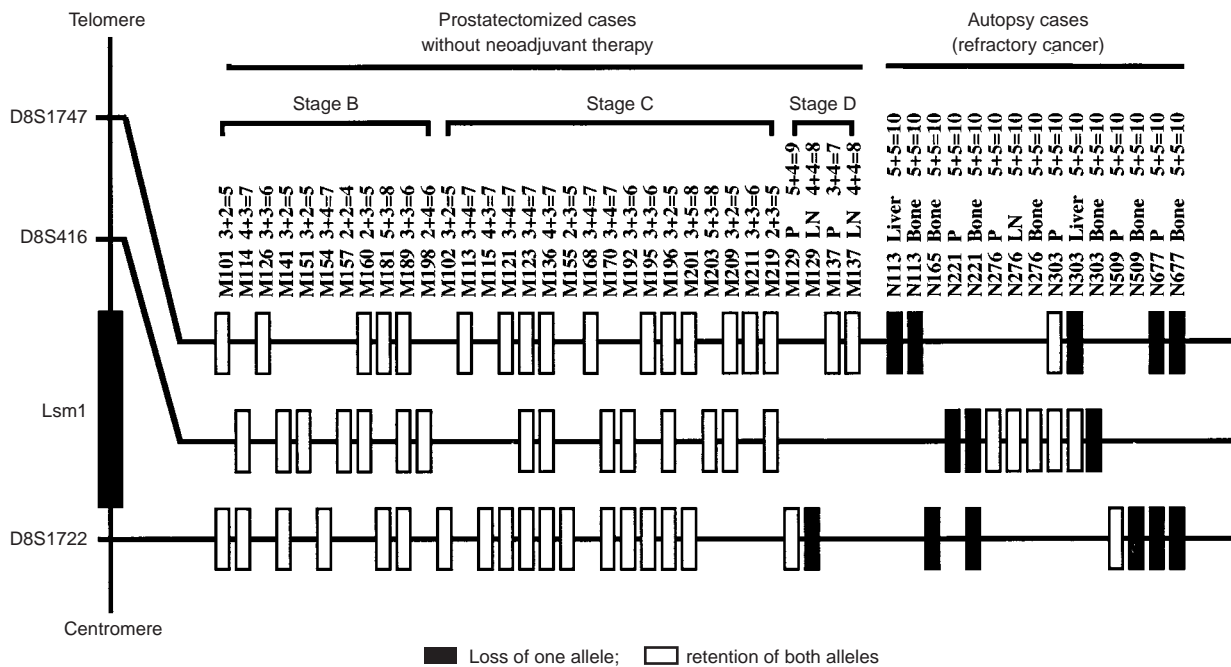 Telomere
Prostatectomized cases
without neoadjuvant therapy
Autopsy cases
(refractory cancer)
Stage B
Stage C
Stage D
D8S1747
D8S416
Lsm1
D8S1722
Centromere
M101 3+2=5
M114 4+3=7
M126 3+3=6
M141 3+2=5
M151 3+2=5
M154 3+4=7
M157 2+2=4
M160 2+3=5
M181 5+3=8
M189 3+3=6
M198 2+4=6
M102 3+2=5
M113 3+4=7
M115 4+3=7
M121 3+4=7
M123 3+4=7
M136 4+3=7
M155 2+3=5
M168 3+4=7
M170 3+4=7
M192 3+3=6
M195 3+3=6
M196 3+2=5
M201 3+5=8
M203 5+3=8
M209 3+2=5
M211 3+3=6
M219 2+3=5
M129 P 5+4=9
M129 LN 4+4=8
M137 P 3+4=7
M137 LN 4+4=8
N113 Liver 5+5=10
N113 Bone 5+5=10
N165 Bone 5+5=10
N221 P 5+5=10
N221 Bone 5+5=10
N276 P 5+5=10
N276 LN 5+5=10
N276 Bone 5+5=10
N303 P 5+5=10
N303 Liver 5+5=10
N303 Bone 5+5=10
N509 P 5+5=10
N509 Bone 5+5=10
N677 P 5+5=10
N677 Bone 5+5=10
Loss of one allele; retention of both alleles